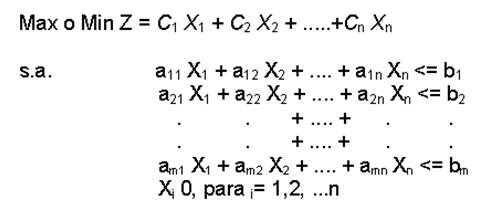 Max o Min Z = C₁ X₁ + C₂ X₂ + .....+Cₙ Xₙ
s.a. a₁₁ X₁ + a₁₂ X₂ + .... + a₁ₙ Xₙ <= b₁
a₂₁ X₁ + a₂₂ X₂ + .... + a₂ₙ Xₙ <= b₂
. . + .... + . .
. . + .... + . .
aₘ₁ X₁ + aₘ₂ X₂ + .... + aₘₙ Xₙ <= bₘ
Xⱼ 0, para ⱼ= 1,2, ...n